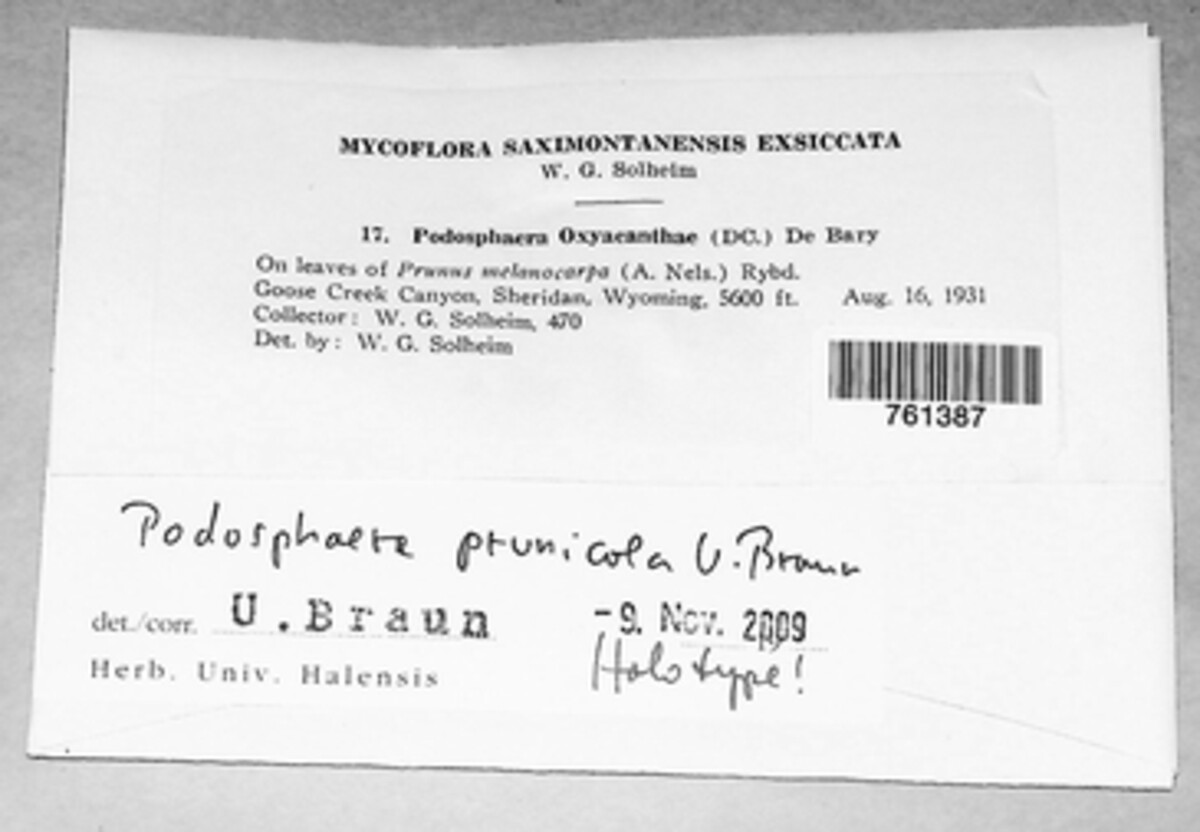 MYCOFLORA SAXIMONTANENSIS EXSICCATA
W. G. Solheim
17. Podosphaera Oxyacanthae (DC.) De Bary
On leaves of Prunus melanocarpa (A. Nels.) Rybd.
Goose Creek Canyon, Sheridan, Wyoming, 5600 ft. Aug. 16, 1931
Collector: W. G. Solheim, 470
Det. by: W. G. Solheim
761387
Podosphaera prunicola U. Braun
det./corr. U. Braun -9. Nov. 2009
Holotype!
Herb. Univ. Halensis